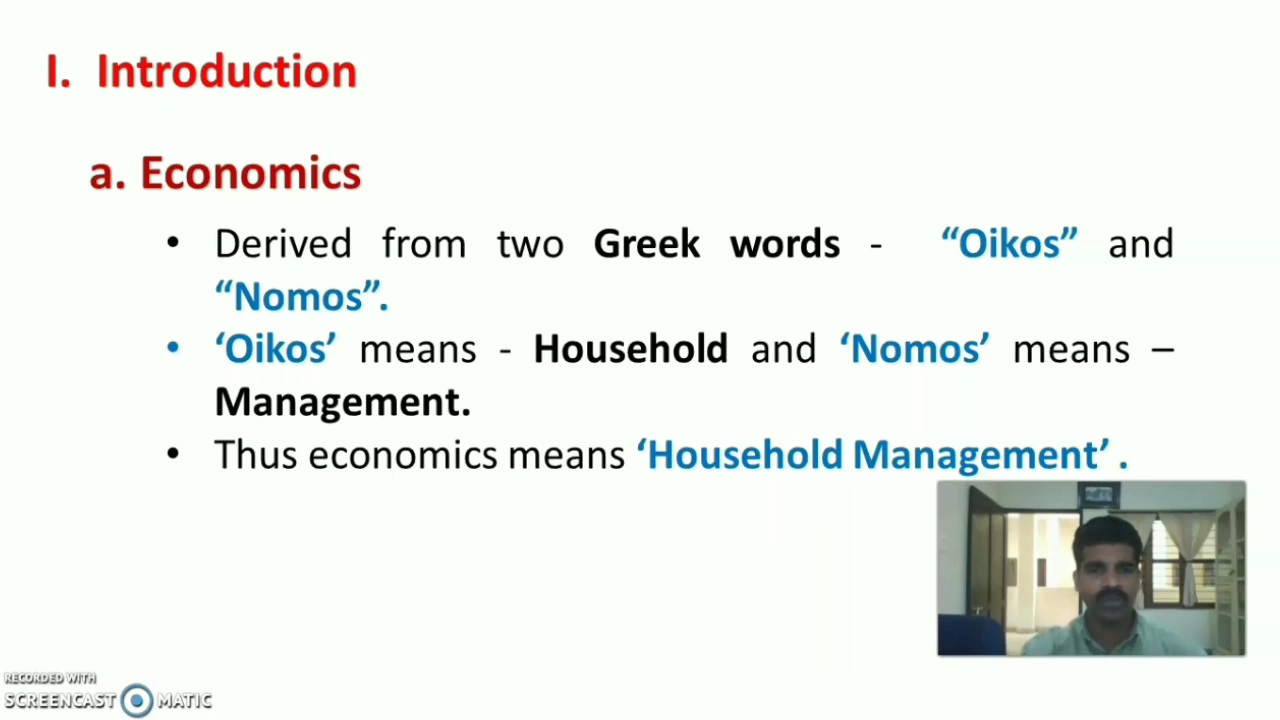 I. Introduction
a. Economics
• Derived from two Greek words - “Oikos” and
“Nomos”.
• ‘Oikos’ means - Household and ‘Nomos’ means –
Management.
• Thus economics means ‘Household Management’ .
RECORDED WITH
SCREENCAST MATIC